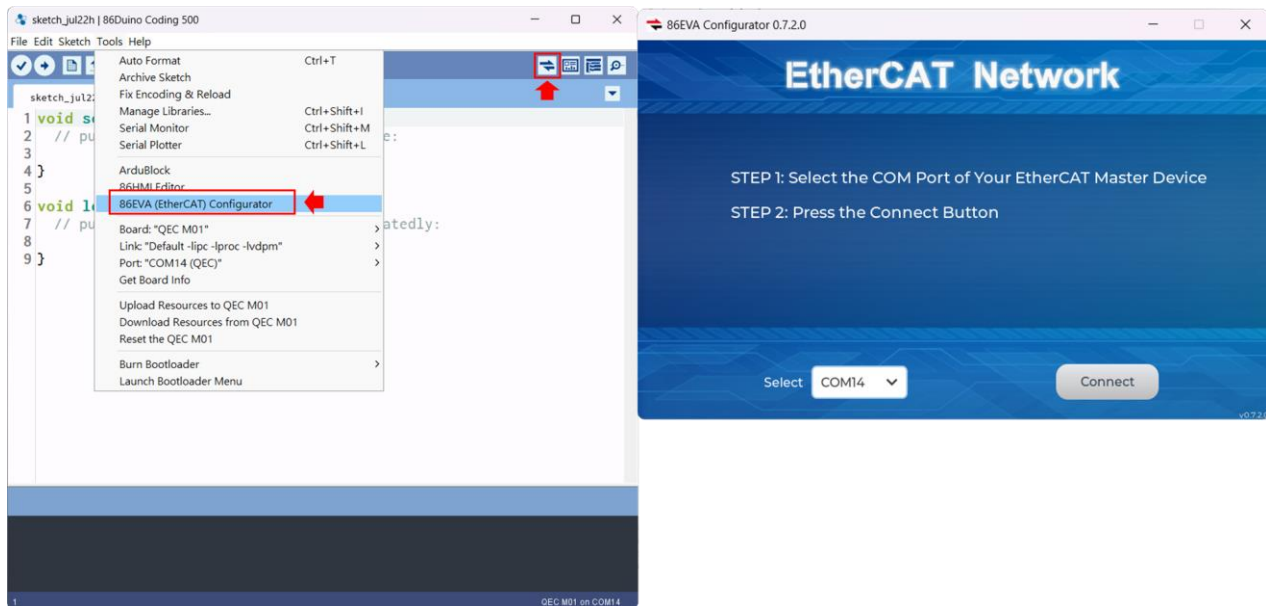 sketch_jul22h | 86Duino Coding 500
File Edit Sketch Tools Help
sketch_jul22
1 void s
2 // pu e:
3
4 }
5
6 void l
7 // pu atedly:
8
9 }
Auto Format Ctrl+T
Archive Sketch
Fix Encoding & Reload
Manage Libraries... Ctrl+Shift+I
Serial Monitor Ctrl+Shift+M
Serial Plotter Ctrl+Shift+L
ArduBlock
86HMI Editor
86EVA (EtherCAT) Configurator
Board: "QEC M01"
Link: "Default -lipc -lproc -lvdpm"
Port: "COM14 (QEC)"
Get Board Info
Upload Resources to QEC M01
Download Resources from QEC M01
Reset the QEC M01
Burn Bootloader
Launch Bootloader Menu
1 QEC M01 on COM14
86EVA Configurator 0.7.2.0
EtherCAT Network
STEP 1: Select the COM Port of Your EtherCAT Master Device
STEP 2: Press the Connect Button
Select COM14 Connect
v0.7.2.0